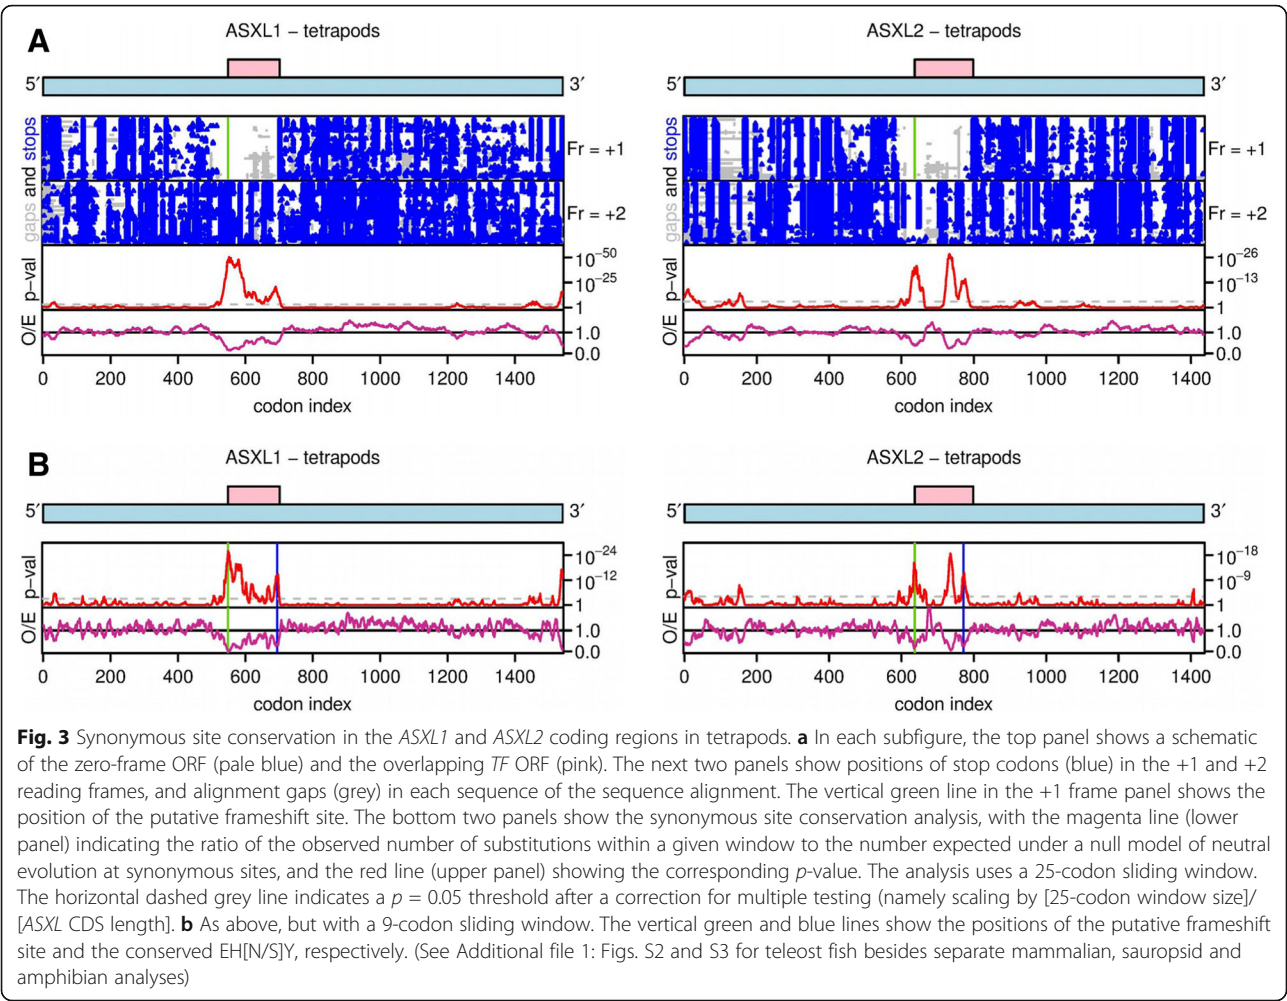 A
ASXL1 – tetrapods
5′
3′
gaps and stops
Fr = +1
Fr = +2
p–val
10−50
10−25
1
O/E
1.0
0.0
0 200 400 600 800 1000 1200 1400
codon index
ASXL2 – tetrapods
5′
3′
gaps and stops
Fr = +1
Fr = +2
p–val
10−26
10−13
1
O/E
1.0
0.0
0 200 400 600 800 1000 1200 1400
codon index
B
ASXL1 – tetrapods
5′
3′
p–val
10−24
10−12
1
O/E
1.0
0.0
0 200 400 600 800 1000 1200 1400
codon index
ASXL2 – tetrapods
5′
3′
p–val
10−18
10−9
1
O/E
1.0
0.0
0 200 400 600 800 1000 1200 1400
codon index
Fig. 3 Synonymous site conservation in the ASXL1 and ASXL2 coding regions in tetrapods. a In each subfigure, the top panel shows a schematic
of the zero-frame ORF (pale blue) and the overlapping TF ORF (pink). The next two panels show positions of stop codons (blue) in the +1 and +2
reading frames, and alignment gaps (grey) in each sequence of the sequence alignment. The vertical green line in the +1 frame panel shows the
position of the putative frameshift site. The bottom two panels show the synonymous site conservation analysis, with the magenta line (lower
panel) indicating the ratio of the observed number of substitutions within a given window to the number expected under a null model of neutral
evolution at synonymous sites, and the red line (upper panel) showing the corresponding p-value. The analysis uses a 25-codon sliding window.
The horizontal dashed grey line indicates a p = 0.05 threshold after a correction for multiple testing (namely scaling by [25-codon window size]/
[ASXL CDS length]. b As above, but with a 9-codon sliding window. The vertical green and blue lines show the positions of the putative frameshift
site and the conserved EH[N/S]Y, respectively. (See Additional file 1: Figs. S2 and S3 for teleost fish besides separate mammalian, sauropsid and
amphibian analyses)